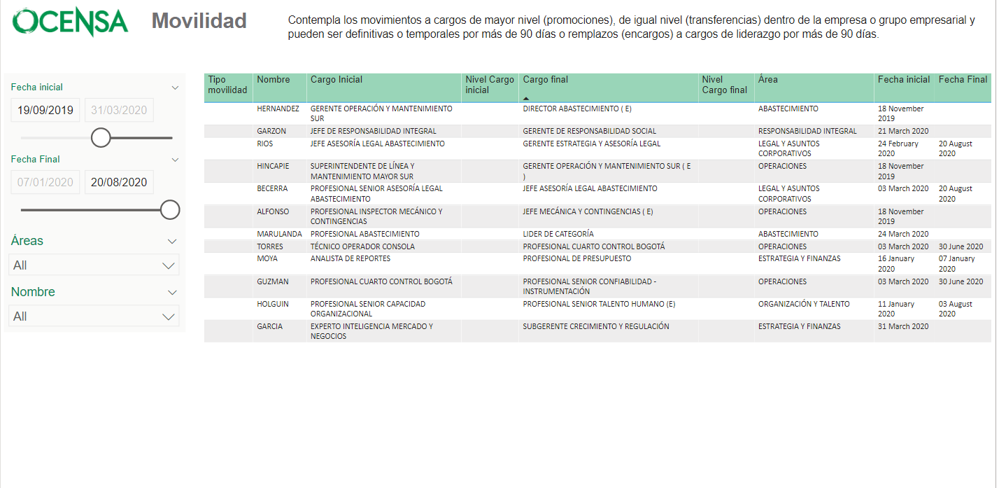 OCENSA
Movilidad
Contempla los movimientos a cargos de mayor nivel (promociones), de igual nivel (transferencias) dentro de la empresa o grupo empresarial y
pueden ser definitivas o temporales por más de 90 días o remplazos (encargos) a cargos de liderazgo por más de 90 días.
Fecha inicial
19/09/2019 31/03/2020
Fecha Final
07/01/2020 20/08/2020
Áreas
All
Nombre
All
Tipo movilidad Nombre Cargo Inicial Nivel Cargo inicial Cargo final Nivel Cargo final Área Fecha inicial Fecha Final
HERNANDEZ GERENTE OPERACIÓN Y MANTENIMIENTO SUR DIRECTOR ABASTECIMIENTO ( E) ABASTECIMIENTO 18 November 2019
GARZON JEFE DE RESPONSABILIDAD INTEGRAL GERENTE DE RESPONSABILIDAD SOCIAL RESPONSABILIDAD INTEGRAL 21 March 2020
RIOS JEFE ASESORÍA LEGAL ABASTECIMIENTO GERENTE ESTRATEGIA Y ASESORÍA LEGAL LEGAL Y ASUNTOS CORPORATIVOS 24 February 2020 20 August 2020
HINCAPIE SUPERINTENDENTE DE LÍNEA Y MANTENIMIENTO MAYOR SUR GERENTE OPERACIÓN Y MANTENIMIENTO SUR ( E ) OPERACIONES 18 November 2019
BECERRA PROFESIONAL SENIOR ASESORÍA LEGAL ABASTECIMIENTO JEFE ASESORÍA LEGAL ABASTECIMIENTO LEGAL Y ASUNTOS CORPORATIVOS 03 March 2020 20 August 2020
ALFONSO PROFESIONAL INSPECTOR MECÁNICO Y CONTINGENCIAS JEFE MECÁNICA Y CONTINGENCIAS ( E) OPERACIONES 18 November 2019
MARULANDA PROFESIONAL ABASTECIMIENTO LIDER DE CATEGORÍA ABASTECIMIENTO 24 March 2020
TORRES TÉCNICO OPERADOR CONSOLA PROFESIONAL CUARTO CONTROL BOGOTÁ OPERACIONES 03 March 2020 30 June 2020
MOYA ANALISTA DE REPORTES PROFESIONAL DE PRESUPUESTO ESTRATEGIA Y FINANZAS 16 January 2020 07 January 2020
GUZMAN PROFESIONAL CUARTO CONTROL BOGOTÁ PROFESIONAL SENIOR CONFIABILIDAD - INSTRUMENTACIÓN OPERACIONES 03 March 2020 30 June 2020
HOLGUIN PROFESIONAL SENIOR CAPACIDAD ORGANIZACIONAL PROFESIONAL SENIOR TALENTO HUMANO (E) ORGANIZACIÓN Y TALENTO 11 January 2020 03 August 2020
GARCIA EXPERTO INTELIGENCIA MERCADO Y NEGOCIOS SUBGERENTE CRECIMIENTO Y REGULACIÓN ESTRATEGIA Y FINANZAS 31 March 2020